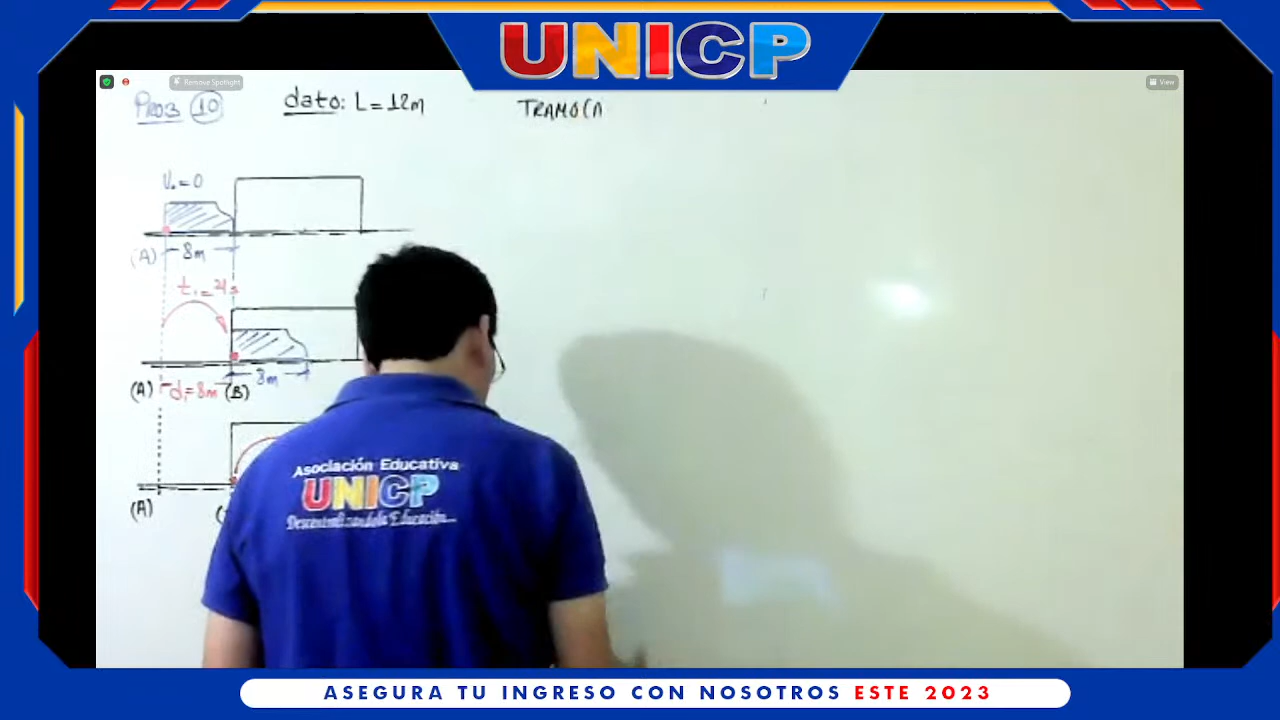 UNICP
Remove Spotlight
View
PROB 10
dato: L = 12m
TRAMO (A
V₀ = 0
(A) 8m
t₁ = 4s
8m
(A) d₁ = 8m (B)
(A)
Asociación Educativa
UNICP
Descentralizando la Educación...
ASEGURA TU INGRESO CON NOSOTROS ESTE 2023